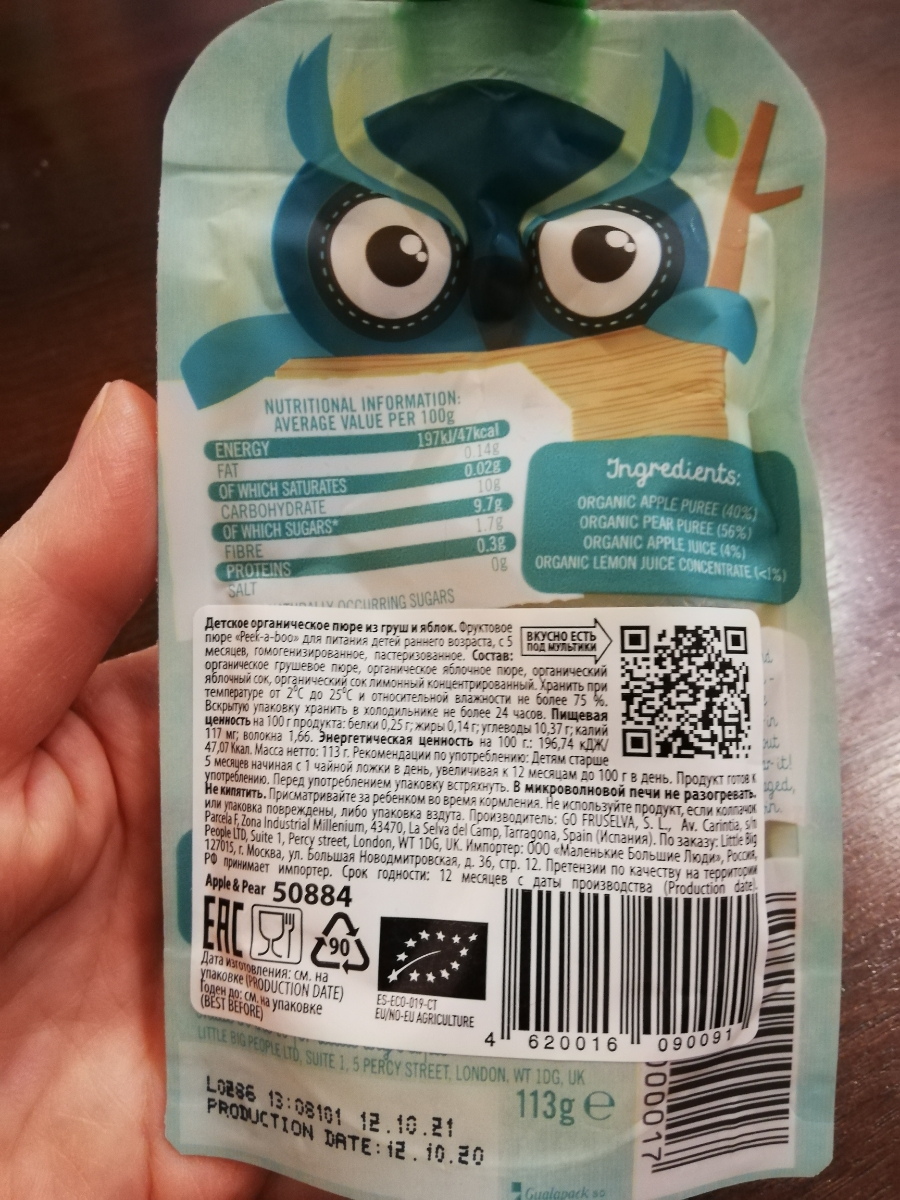 NUTRITIONAL INFORMATION:
AVERAGE VALUE PER 100g
ENERGY 197kJ/47kcal
FAT 0.14g
OF WHICH SATURATES 0.02g
CARBOHYDRATE 10g
OF WHICH SUGARS* 9.7g
FIBRE 1.7g
PROTEINS 0.3g
SALT 0g
NATURALLY OCCURRING SUGARS
Ingredients:
ORGANIC APPLE PUREE (40%)
ORGANIC PEAR PUREE (56%)
ORGANIC APPLE JUICE (4%)
ORGANIC LEMON JUICE CONCENTRATE (<1%)
Детское органическое пюре из груш и яблок. Фруктовое
пюре «Peek-a-boo» для питания детей раннего возраста, с 5
месяцев, гомогенизированное, пастеризованное. Состав:
органическое грушевое пюре, органическое яблочное пюре, органический
яблочный сок, органический сок лимонный концентрированный. Хранить при
температуре от 2°C до 25°C и относительной влажности не более 75 %.
Вскрытую упаковку хранить в холодильнике не более 24 часов. Пищевая
ценность на 100 г продукта: белки 0,25 г; жиры 0,14 г; углеводы 10,37 г; калий
117 мг; волокна 1,66. Энергетическая ценность на 100 г.: 196,74 кДЖ/
47,07 Ккал. Масса нетто: 113 г. Рекомендации по употреблению: Детям старше
5 месяцев начиная с 1 чайной ложки в день, увеличивая к 12 месяцам до 100 г в день. Продукт готов к
употреблению. Перед употреблением упаковку встряхнуть. В микроволновой печи не разогревать.
Не кипятить. Присматривайте за ребенком во время кормления. Не используйте продукт, если колпачок
или упаковка повреждены, либо упаковка вздута. Производитель: GO FRUSELVA, S. L., Av. Carintia, s/n
Parcela F, Zona Industrial Millenium, 43470, La Selva del Camp, Tarragona, Spain (Испания). По заказу: Little Big
People LTD, Suite 1, Percy street, London, WT 1DG, UK. Импортер: ООО «Маленькие Большие Люди», Россия,
127015, г. Москва, ул. Большая Новодмитровская, д. 36, стр. 12. Претензии по качеству на территории
РФ принимает импортер. Срок годности: 12 месяцев с даты производства (Production date).
ВКУСНО ЕСТЬ
ПОД МУЛЬТИКИ
Apple & Pear 50884
EAC
90
Дата изготовления: см. на
упаковке (PRODUCTION DATE)
Годен до: см. на упаковке
(BEST BEFORE)
ES-ECO-019-CT
EU/NO-EU AGRICULTURE
4 620016 090091
LITTLE BIG PEOPLE LTD, SUITE 1, 5 PERCY STREET, LONDON, WT 1DG, UK
L0286 13:08101 12.10.21
PRODUCTION DATE:12.10.20
113g e
000017
Gualapack